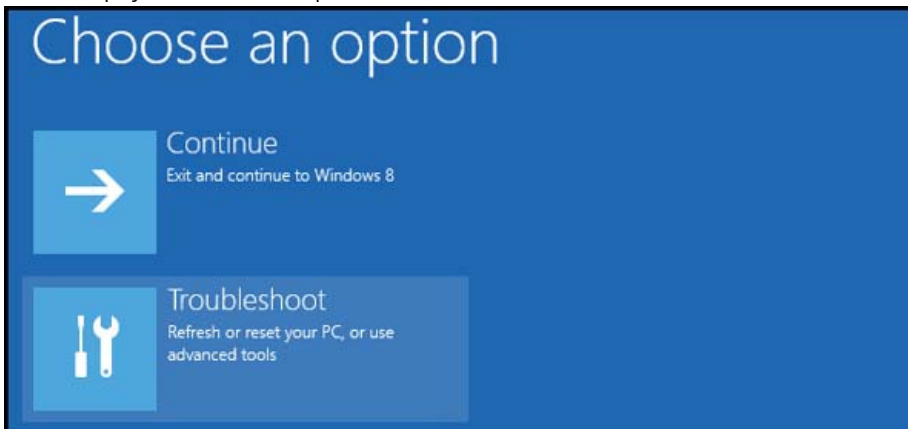 Choose an option
Continue
Exit and continue to Windows 8
Troubleshoot
Refresh or reset your PC, or use
advanced tools